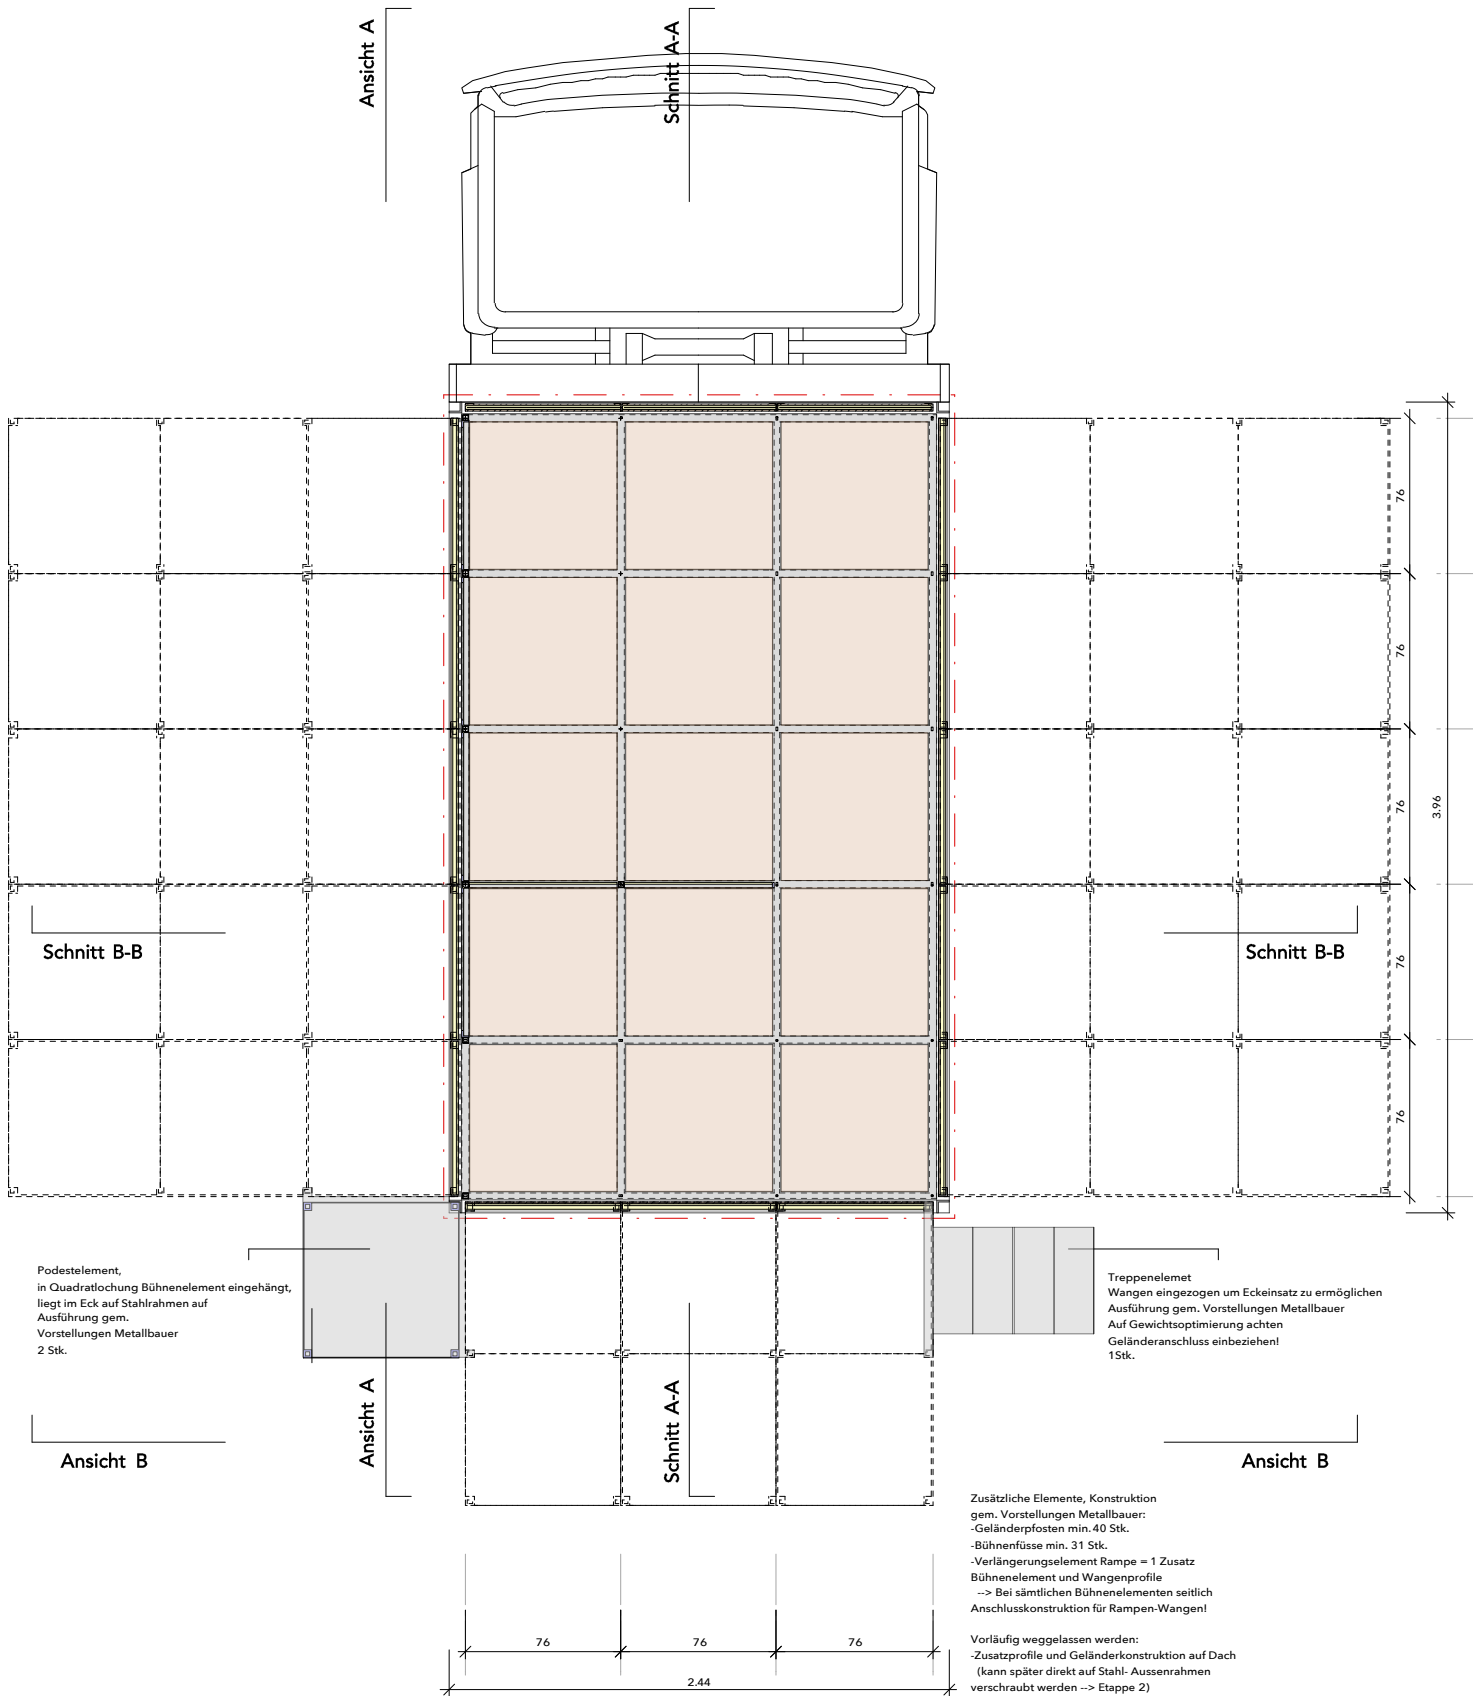 Ansicht A
Schnitt A-A
76
76
76
3.96
76
76
Schnitt B-B
Schnitt B-B
Podestelement,
in Quadratlochung Bühnenelement eingehängt,
liegt im Eck auf Stahlrahmen auf
Ausführung gem.
Vorstellungen Metallbauer
2 Stk.
Treppenelemet
Wangen eingezogen um Eckeinsatz zu ermöglichen
Ausführung gem. Vorstellungen Metallbauer
Auf Gewichtsoptimierung achten
Geländeranschluss einbeziehen!
1Stk.
Ansicht A
Schnitt A-A
Ansicht B
Ansicht B
Zusätzliche Elemente, Konstruktion
gem. Vorstellungen Metallbauer:
-Geländerpfosten min. 40 Stk.
-Bühnenfüsse min. 31 Stk.
-Verlängerungselement Rampe = 1 Zusatz
Bühnenelement und Wangenprofile
--> Bei sämtlichen Bühnenelementen seitlich
Anschlusskonstruktion für Rampen-Wangen!
Vorläufig weggelassen werden:
-Zusatzprofile und Geländerkonstruktion auf Dach
(kann später direkt auf Stahl- Aussenrahmen
verschraubt werden --> Etappe 2)
76
76
76
2.44